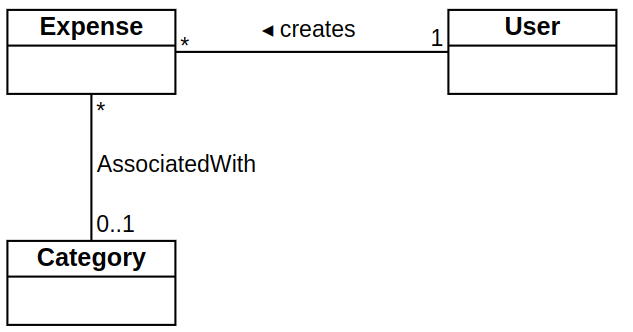 Expense
* ◄ creates 1
User
*
AssociatedWith
0..1
Category